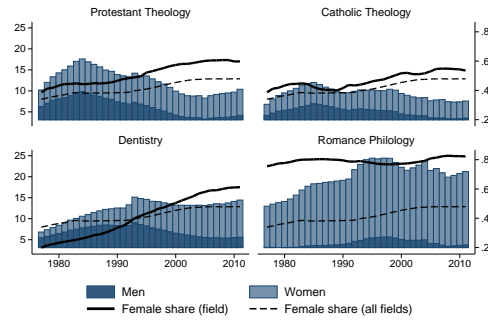 Protestant Theology
Catholic Theology
25
20
15
10
5
.8
.6
.4
.2
Dentistry
Romance Philology
25
20
15
10
5
.8
.6
.4
.2
1980 1990 2000 2010
1980 1990 2000 2010
Men
Women
Female share (field)
Female share (all fields)